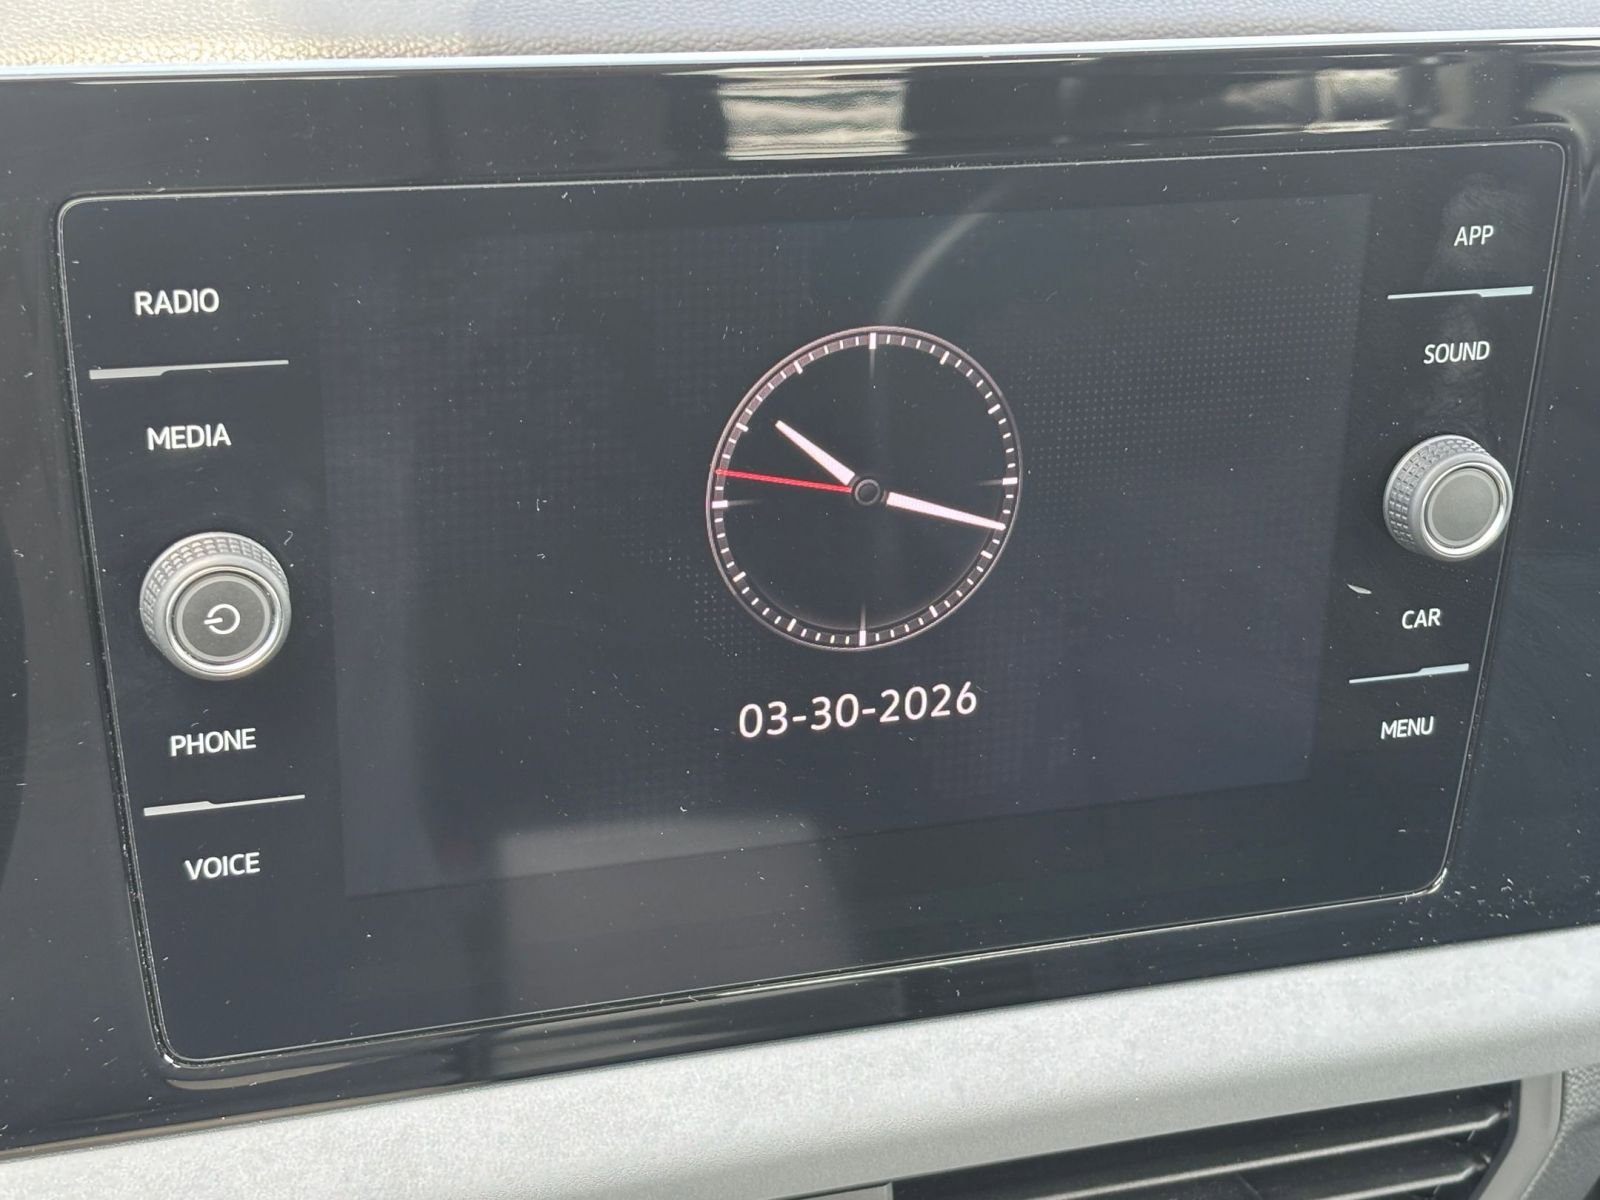 RADIO
MEDIA
PHONE
VOICE
03-30-2026
APP
SOUND
CAR
MENU